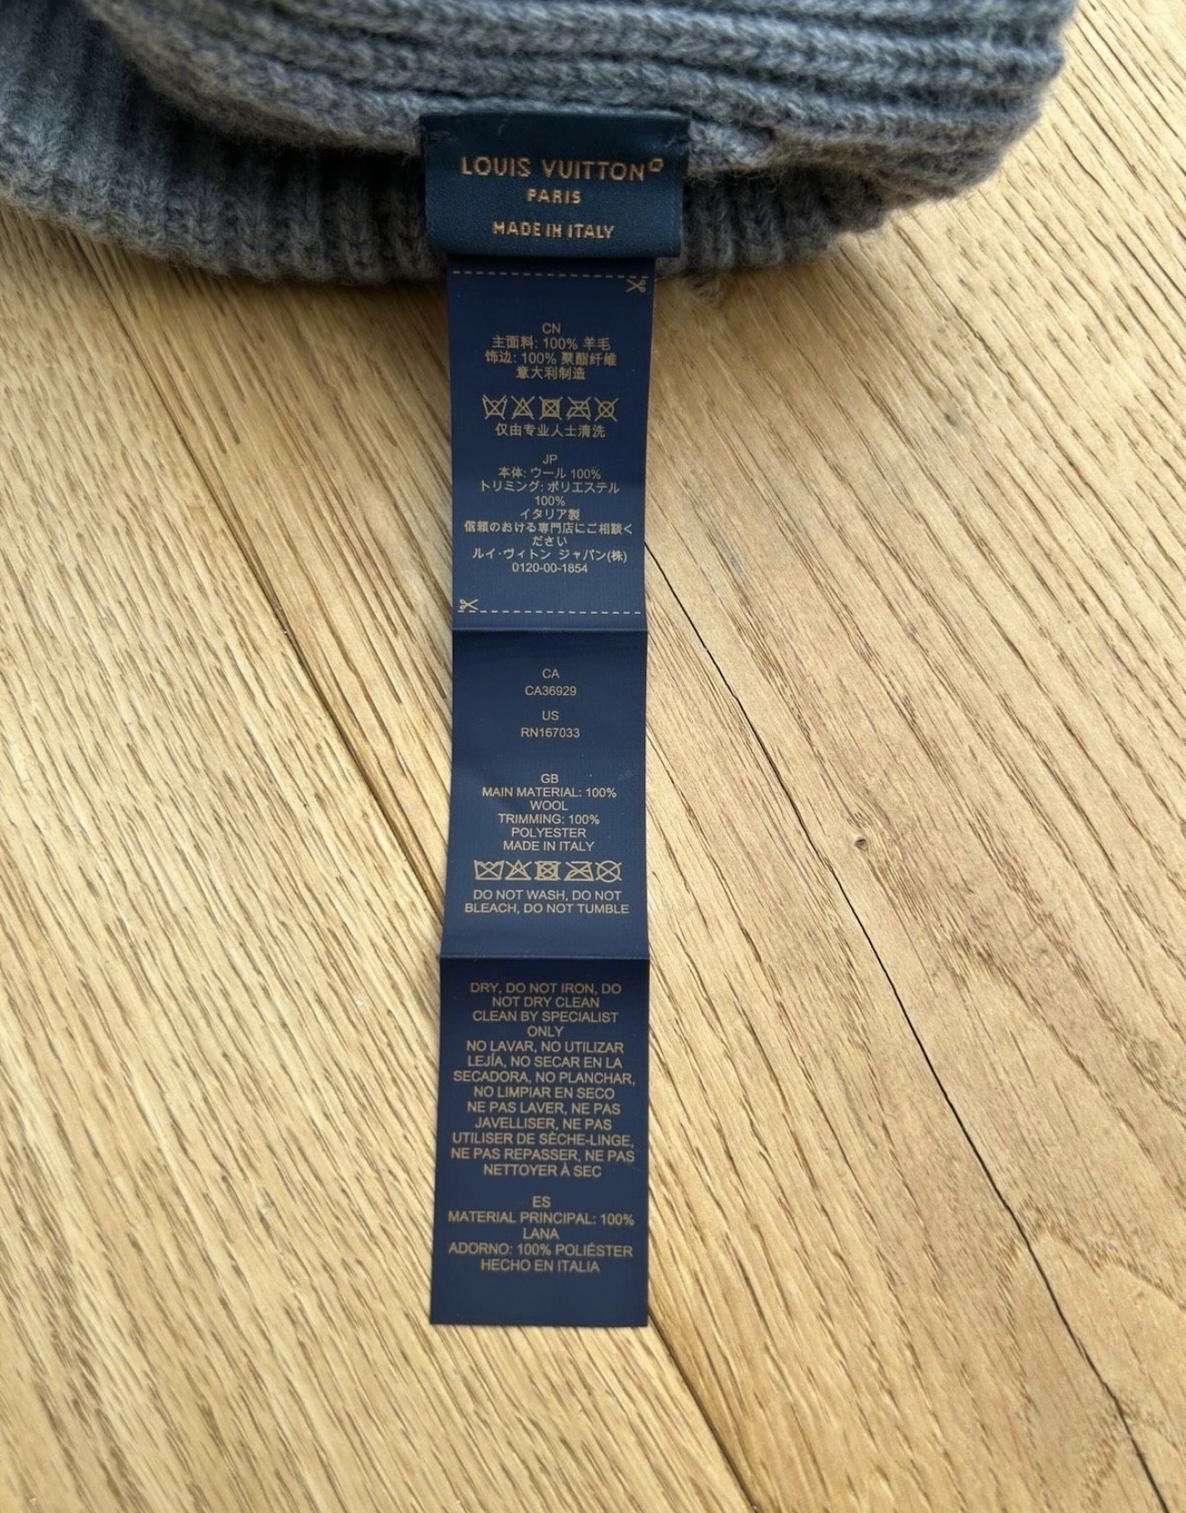 LOUIS VUITTON
PARIS
MADE IN ITALY
CN
主面料: 100% 羊毛
饰边: 100% 聚酯纤维
意大利制造
仅由专业人士清洗
JP
本体: ウール 100%
トリミング: ポリエステル
100%
イタリア製
信頼のおける専門店にご相談く
ださい
ルイ･ヴィトン ジャパン(株)
0120-00-1854
CA
CA36929
US
RN167033
GB
MAIN MATERIAL: 100%
WOOL
TRIMMING: 100%
POLYESTER
MADE IN ITALY
DO NOT WASH, DO NOT
BLEACH, DO NOT TUMBLE
DRY, DO NOT IRON, DO
NOT DRY CLEAN
CLEAN BY SPECIALIST
ONLY
NO LAVAR, NO UTILIZAR
LEJÍA, NO SECAR EN LA
SECADORA, NO PLANCHAR,
NO LIMPIAR EN SECO
NE PAS LAVER, NE PAS
JAVELLISER, NE PAS
UTILISER DE SÈCHE-LINGE,
NE PAS REPASSER, NE PAS
NETTOYER À SEC
ES
MATERIAL PRINCIPAL: 100%
LANA
ADORNO: 100% POLIÉSTER
HECHO EN ITALIA